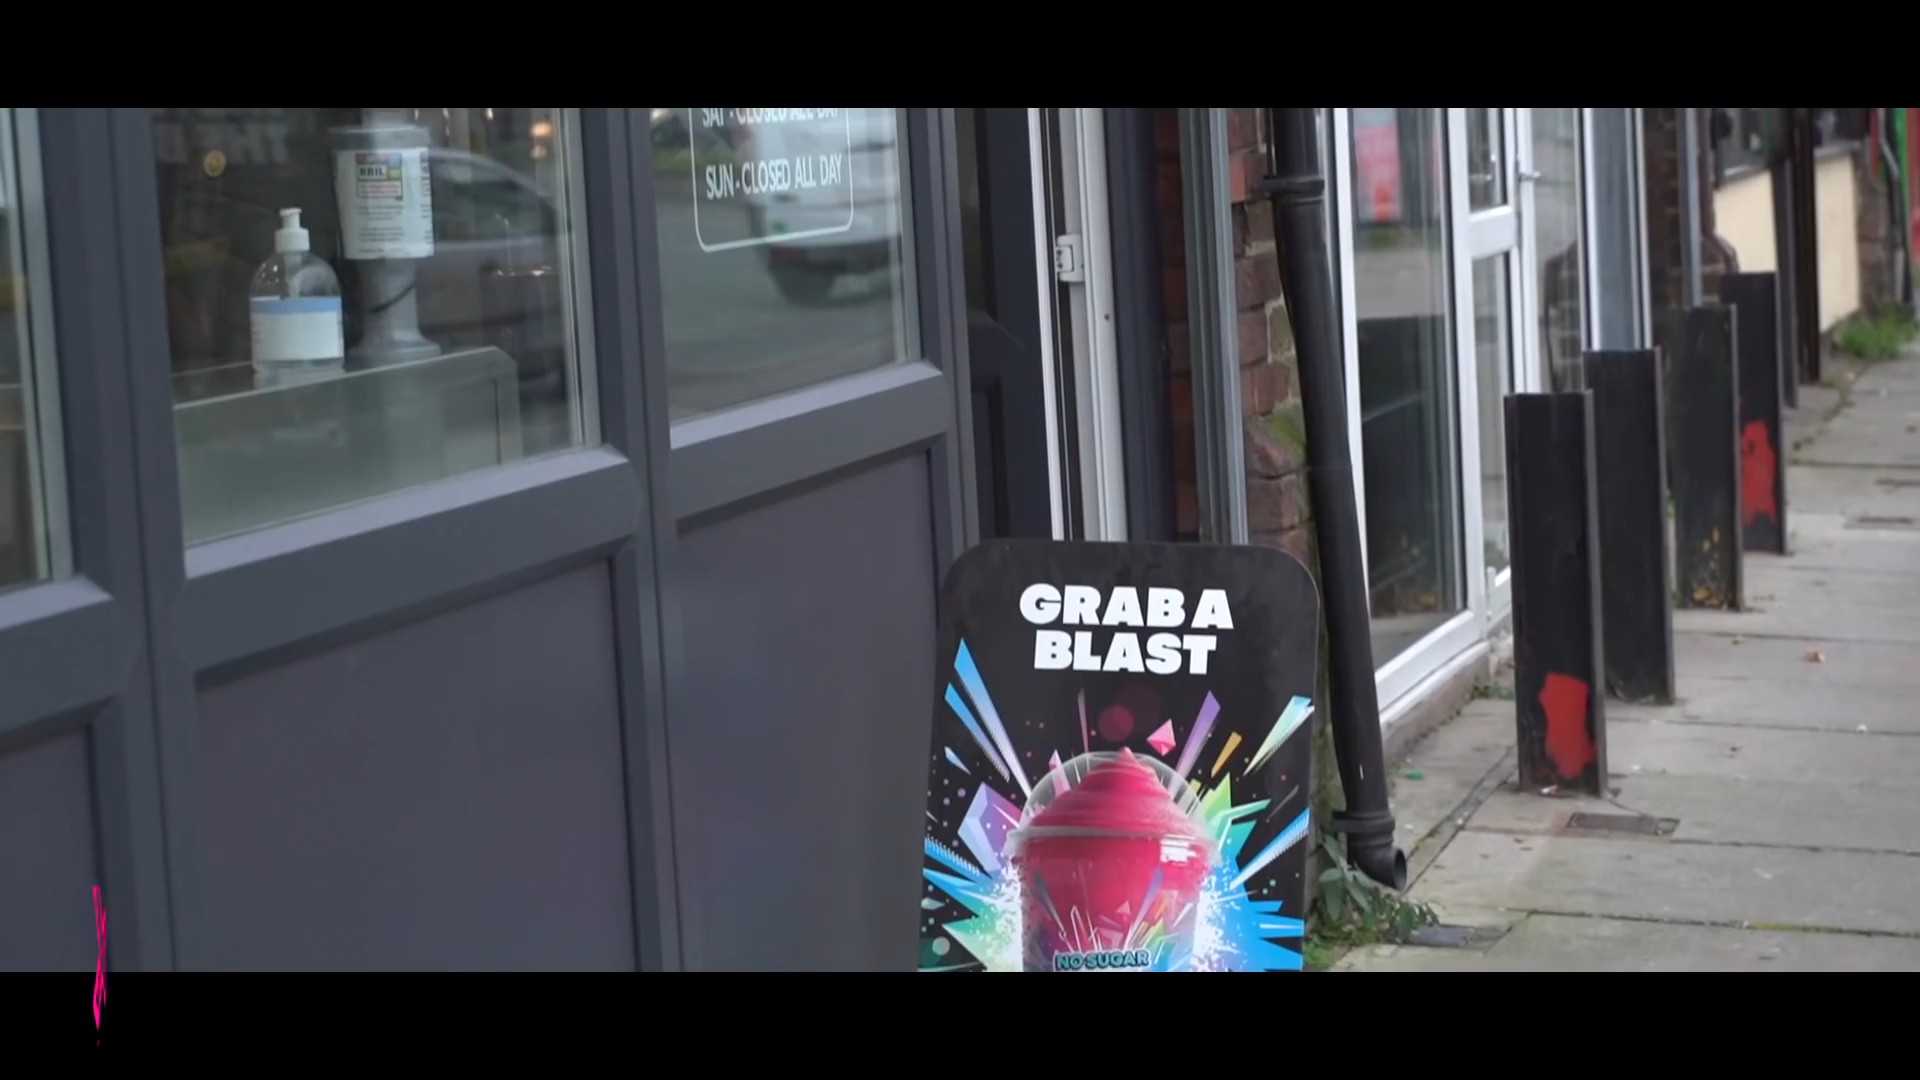 SAT - CLOSED ALL DAY
SUN - CLOSED ALL DAY
GRAB A
BLAST
NO SUGAR